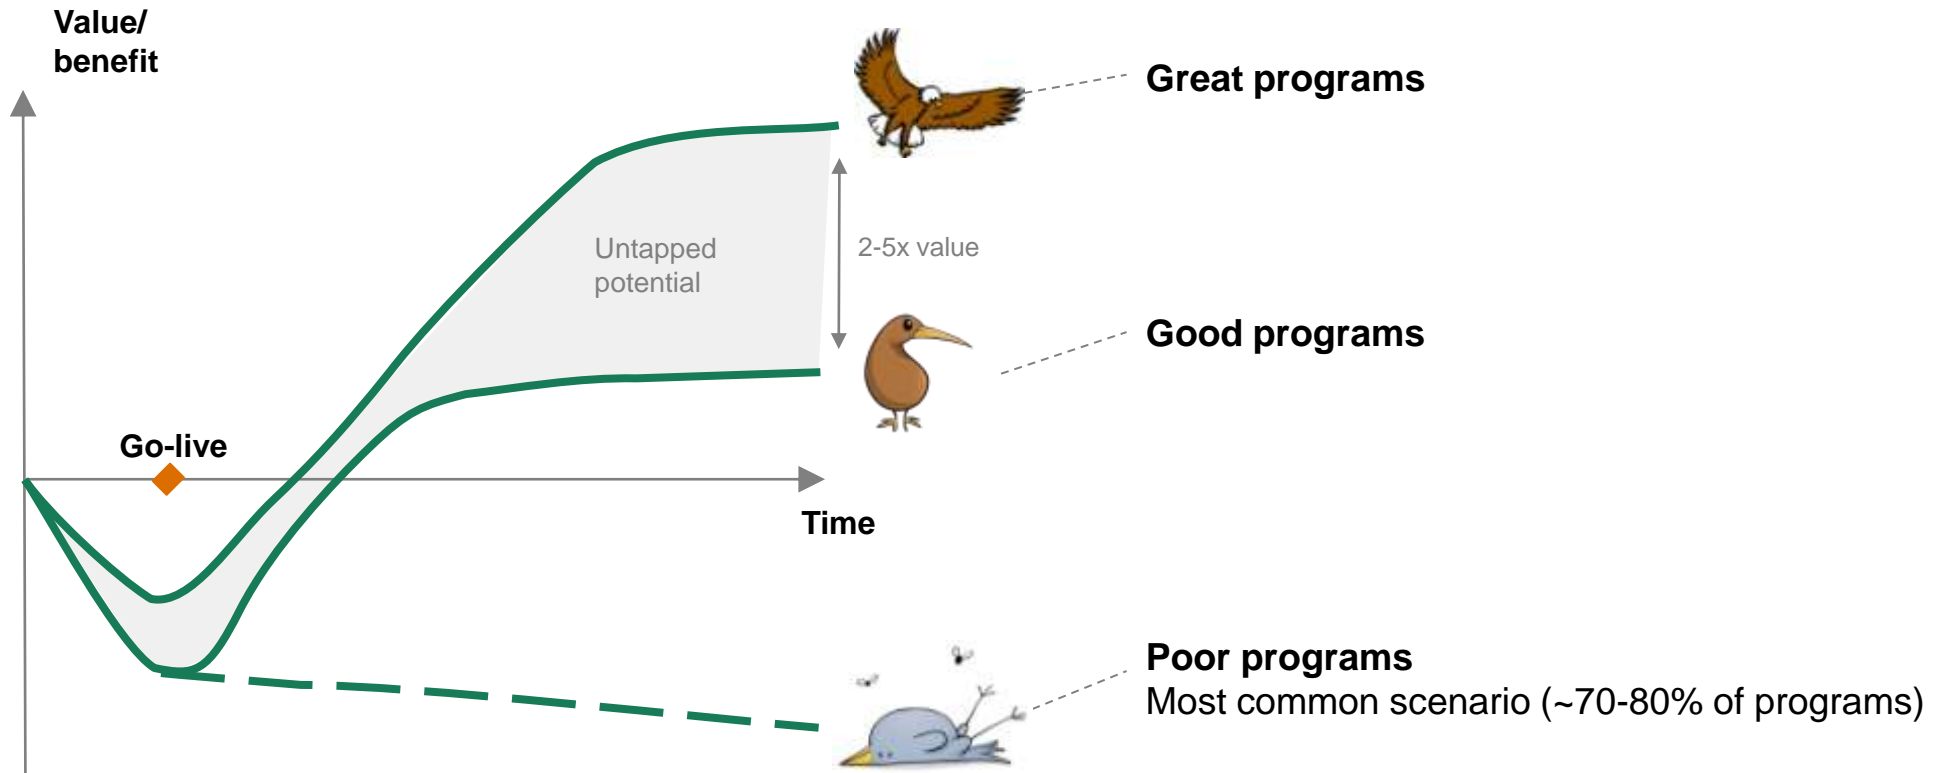 Value/
benefit
Great programs
Untapped
potential
2-5x value
Good programs
Go-live
Time
Poor programs
Most common scenario (~70-80% of programs)